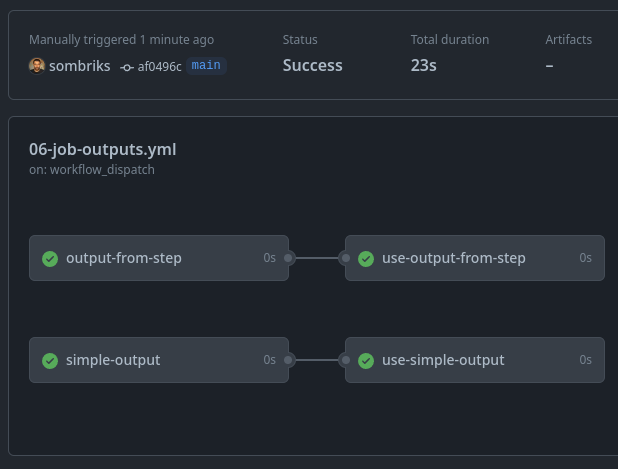 Manually triggered 1 minute ago
Status
Total duration
Artifacts
sombriks
af0496c
main
Success
23s
–
06-job-outputs.yml
on: workflow_dispatch
output-from-step
0s
use-output-from-step
0s
simple-output
0s
use-simple-output
0s